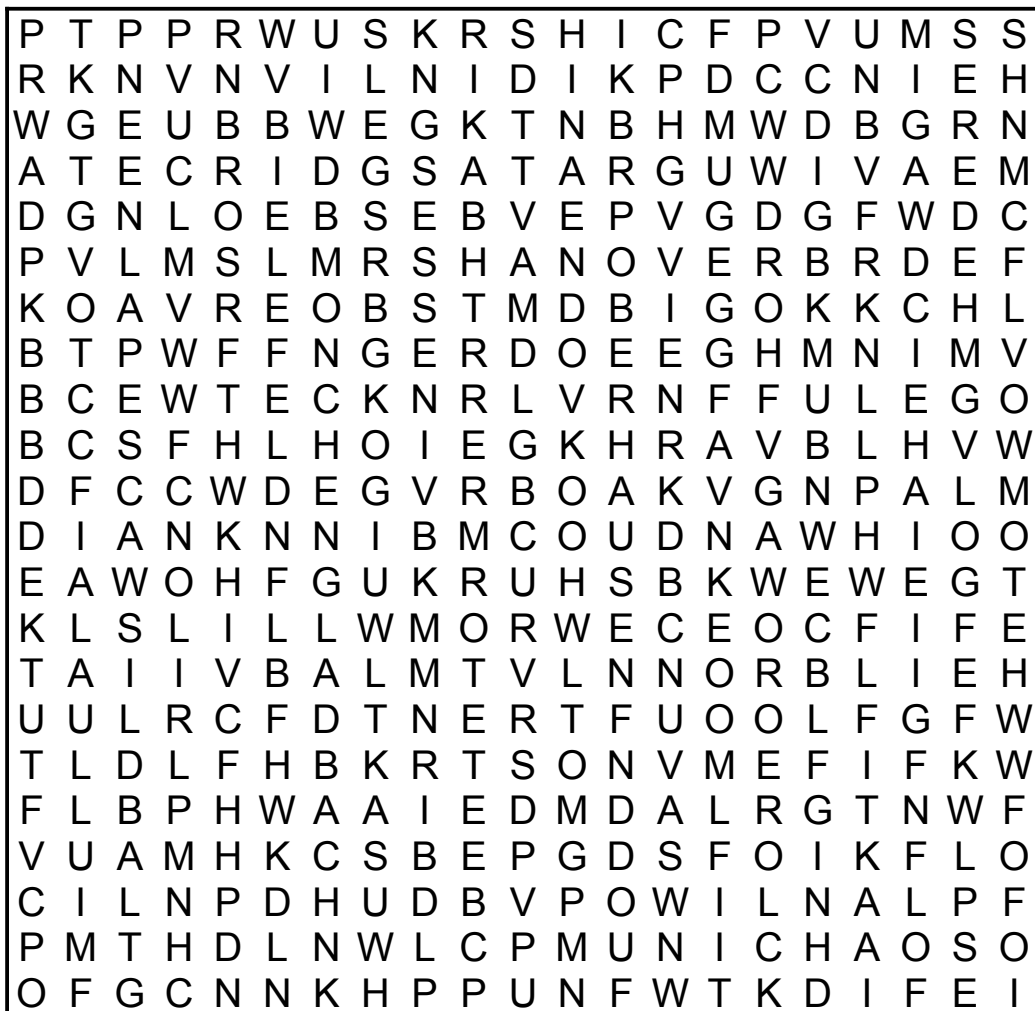 P T P P R W U S K R S H I C F P V U M S S
R K N V N V I L N I D I K P D C C N I E H
W G E U B B W E G K T N B H M W D B G R N
A T E C R I D G S A T A R G U W I V A E M
D G N L O E B S E B V E P V G D G F W D C
P V L M S L M R S H A N O V E R B R D E F
K O A V R E O B S T M D B I G O K K C H L
B T P W F F N G E R D O E E G H M N I M V
B C E W T E C K N R L V R N F F U L E G O
B C S F H L H O I E G K H R A V B L H V W
D F C C W D E G V R B O A K V G N P A L M
D I A N K N N I B M C O U D N A W H I O O
E A W O H F G U K R U H S B K W E W E G T
K L S L I L L W M O R W E C E O C F I F E
T A I I V B A L M T V L N N O R B L I E H
U U L R C F D T N E R T F U O O L F G F W
T L D L F H B K R T S O N V M E F I F K W
F L B P H W A A I E D M D A L R G T N W F
V U A M H K C S B E P G D S F O I K F L O
C I L N P D H U D B V P O W I L N A L P F
P M T H D L N W L C P M U N I C H A O S O
O F G C N N K H P P U N F W T K D I F E I